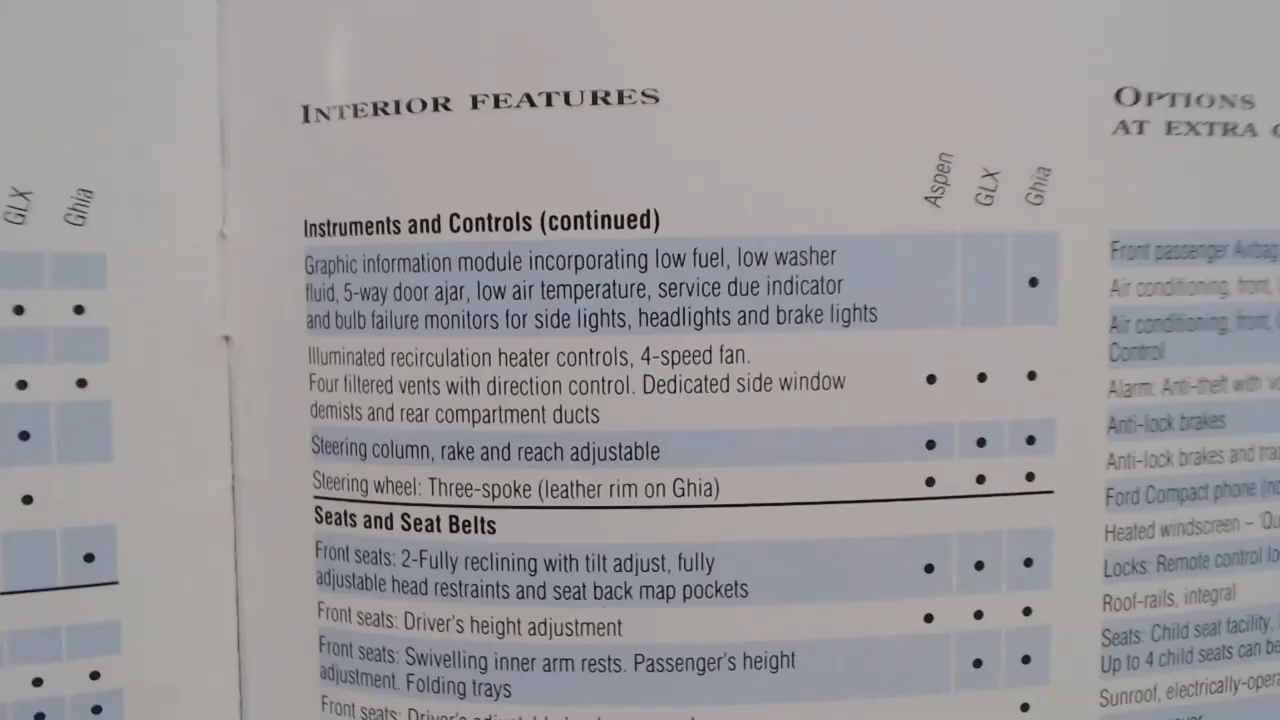 GLX Ghia
INTERIOR FEATURES
Aspen GLX Ghia
Instruments and Controls (continued)
Graphic information module incorporating low fuel, low washer
fluid, 5-way door ajar, low air temperature, service due indicator
and bulb failure monitors for side lights, headlights and brake lights
•
Illuminated recirculation heater controls, 4-speed fan.
Four filtered vents with direction control. Dedicated side window
demists and rear compartment ducts
• • •
Steering column, rake and reach adjustable • • •
Steering wheel: Three-spoke (leather rim on Ghia) • • •
Seats and Seat Belts
Front seats: 2-Fully reclining with tilt adjust, fully
adjustable head restraints and seat back map pockets
• • •
Front seats: Driver's height adjustment • • •
Front seats: Swivelling inner arm rests. Passenger's height
adjustment. Folding trays
• •
Front seats: Driver's •
OPTIONS
AT EXTRA
Front passenger Airbag
Air conditioning, front,
Air conditioning, front,
Control
Alarm: Anti-theft with
Anti-lock brakes
Anti-lock brakes and
Ford Compact phone
Heated windscreen –
Locks: Remote control
Roof-rails, integral
Seats: Child seat facility,
Up to 4 child seats can be
Sunroof,